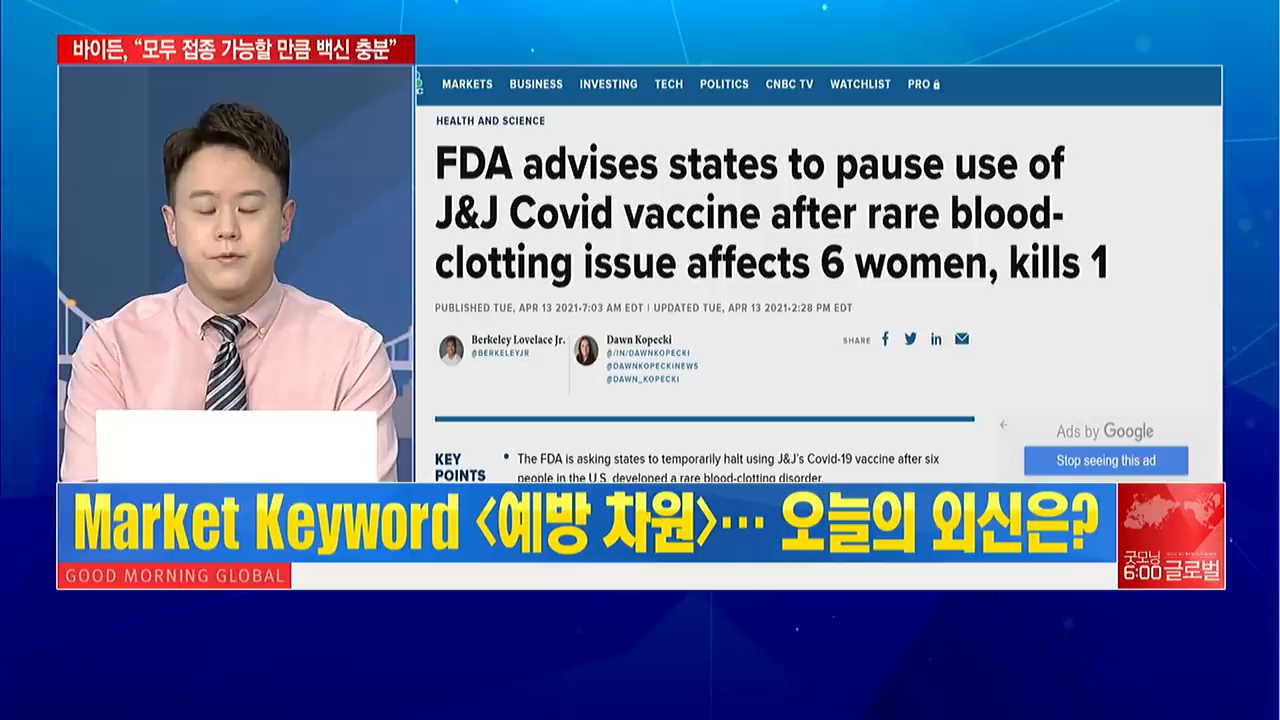 바이든, “모두 접종 가능할 만큼 백신 충분”
MARKETS BUSINESS INVESTING TECH POLITICS CNBC TV WATCHLIST PRO
HEALTH AND SCIENCE
FDA advises states to pause use of
J&J Covid vaccine after rare blood-
clotting issue affects 6 women, kills 1
PUBLISHED TUE, APR 13 2021•7:03 AM EDT | UPDATED TUE, APR 13 2021•2:28 PM EDT
Berkeley Lovelace Jr.
@BERKELEYJR
Dawn Kopecki
@/IN/DAWNKOPECKI
@DAWNKOPECKINEWS
@DAWN_KOPECKI
SHARE
Ads by Google
Stop seeing this ad
KEY
POINTS
• The FDA is asking states to temporarily halt using J&J's Covid-19 vaccine after six
people in the U.S. developed a rare blood-clotting disorder.
Market Keyword <예방 차원>… 오늘의 외신은?
GOOD MORNING GLOBAL
굿모닝
6:00 글로벌